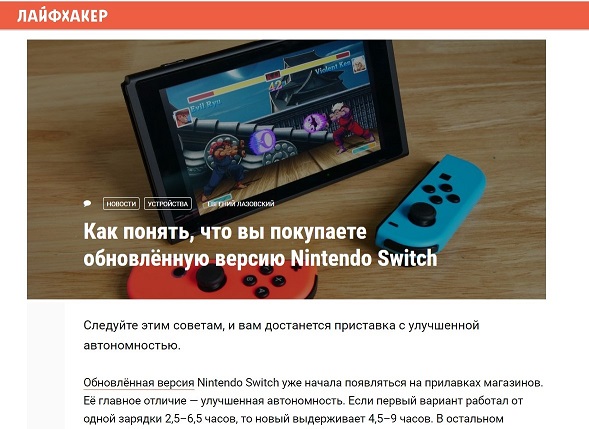 ЛАЙФХАКЕР
Evil Ryu
Violent Ken
НОВОСТИ УСТРОЙСТВА ЕВГЕНИЙ ЛАЗОВСКИЙ
Как понять, что вы покупаете
обновлённую версию Nintendo Switch
Следуйте этим советам, и вам достанется приставка с улучшенной
автономностью.
Обновлённая версия Nintendo Switch уже начала появляться на прилавках магазинов.
Её главное отличие — улучшенная автономность. Если первый вариант работал от
одной зарядки 2,5–6,5 часов, то новый выдерживает 4,5–9 часов. В остальном